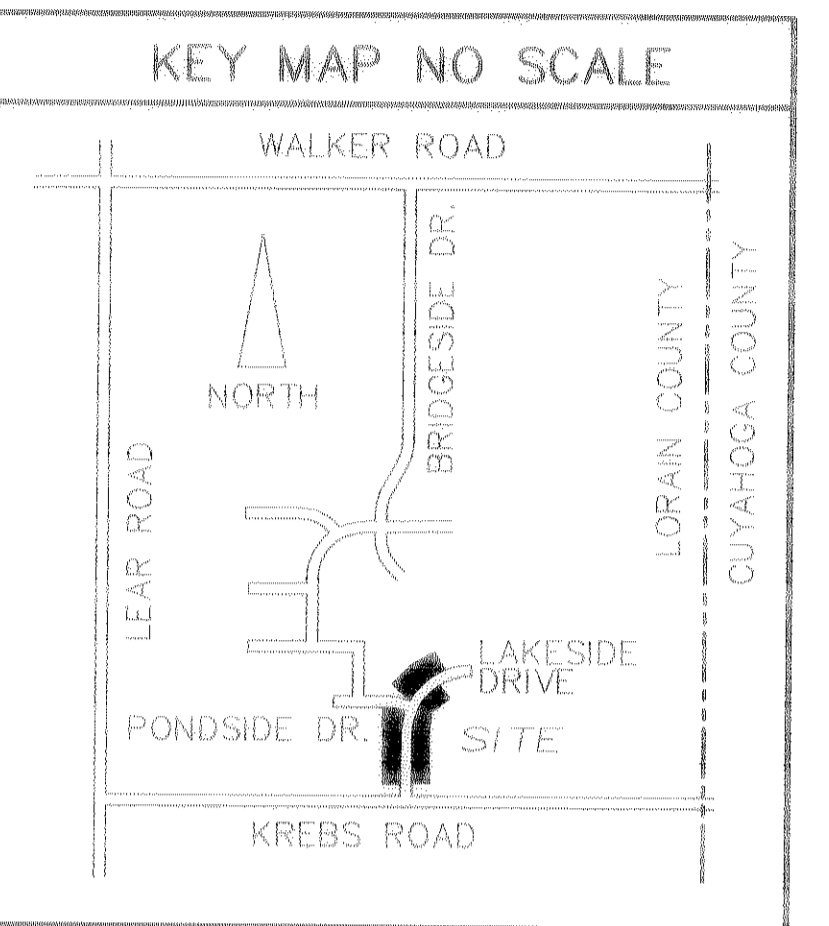 KEY MAP NO SCALE
WALKER ROAD
BRIDGESIDE DR.
NORTH
LORAIN COUNTY
CUYAHOGA COUNTY
LEAR ROAD
LAKESIDE
DRIVE
PONDSIDE DR.
SITE
KREBS ROAD